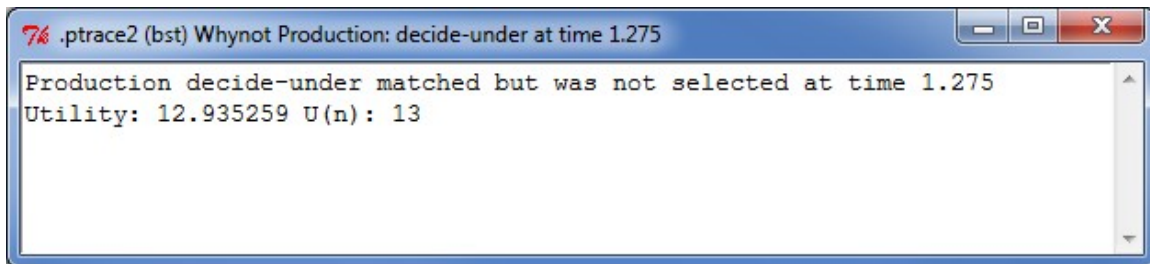 .ptrace2 (bst) Whynot Production: decide-under at time 1.275
Production decide-under matched but was not selected at time 1.275
Utility: 12.935259 U(n): 13